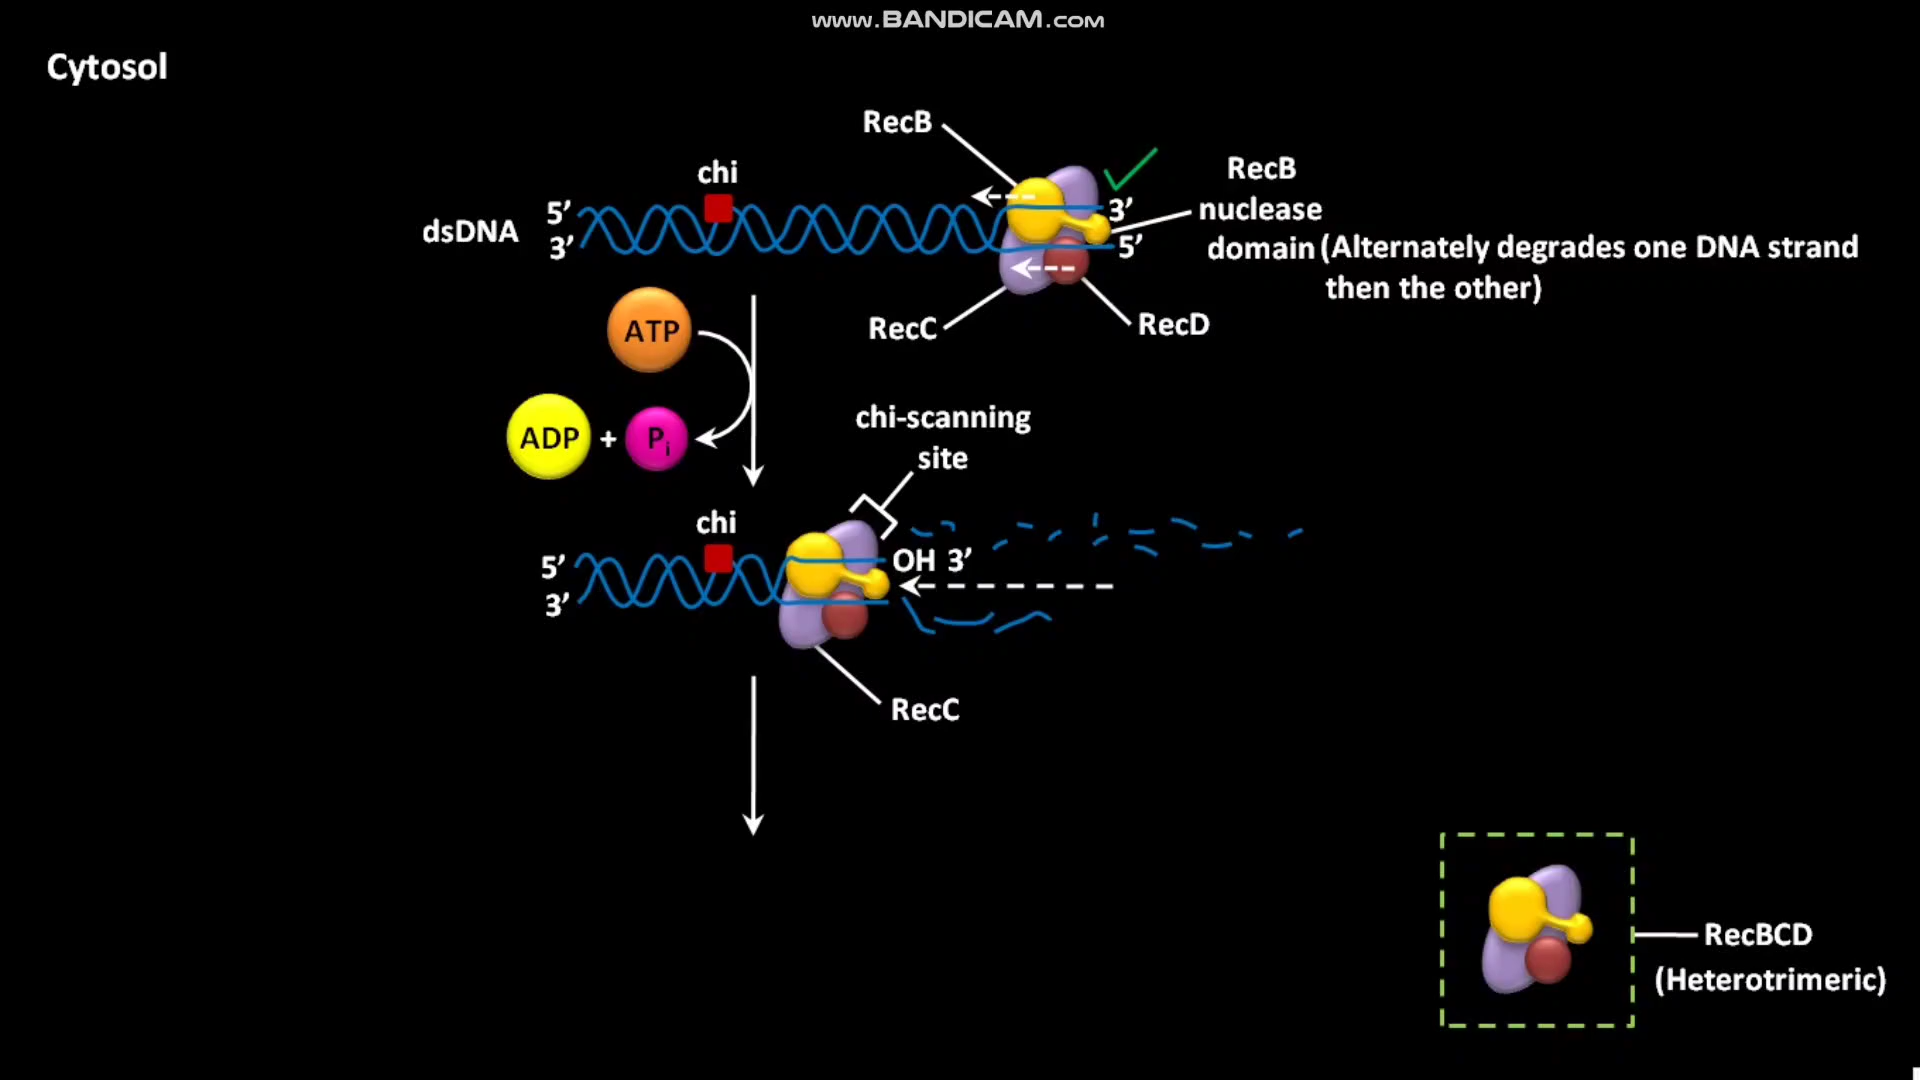 www.BANDICAM.com
Cytosol
RecB
chi
RecB
nuclease
domain (Alternately degrades one DNA strand
then the other)
5’
3’
dsDNA
3’
5’
RecC
RecD
ATP
ADP + Pi
chi-scanning
site
chi
5’
OH 3’
3’
RecC
RecBCD
(Heterotrimeric)